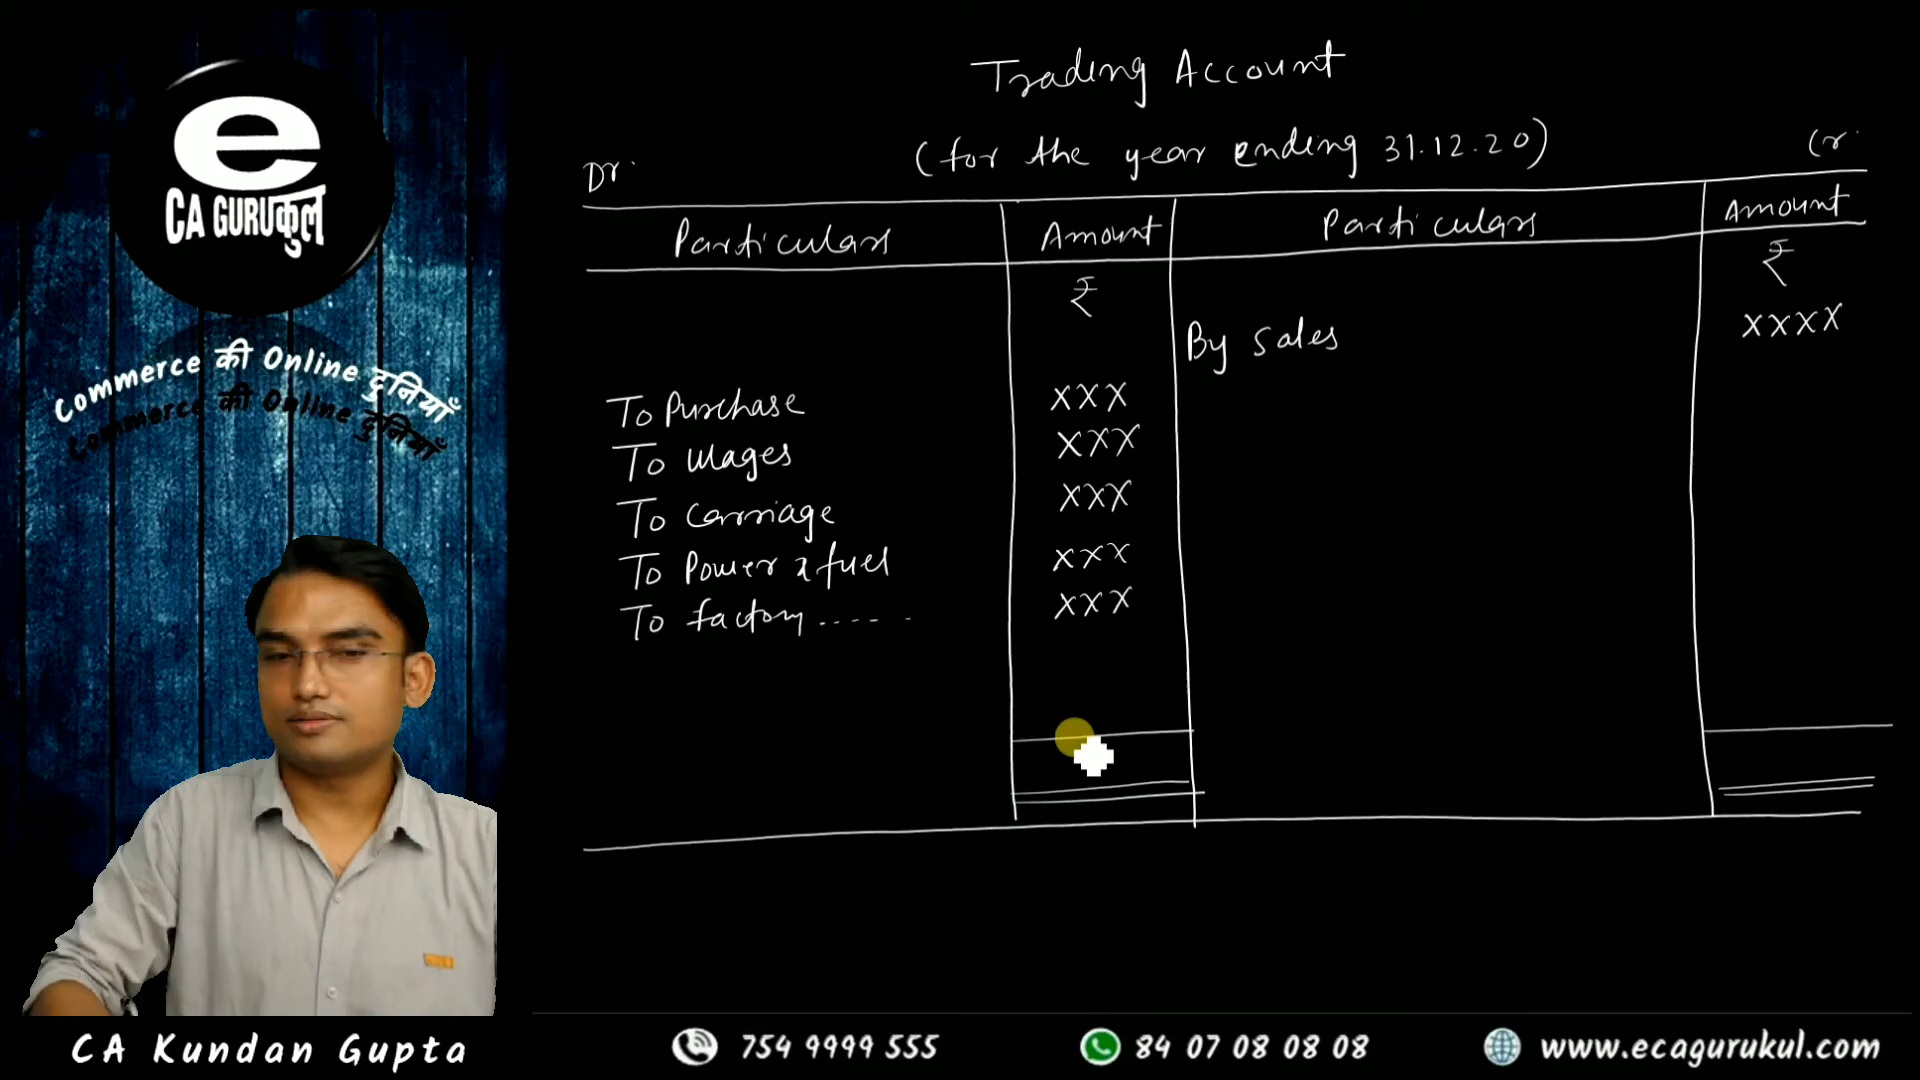 e
CA GURUकुल
Commerce की Online दुनियाँ
Trading Account
(for the year ending 31.12.20)
Dr.
Cr.
Particulars Amount Particulars Amount
₹ ₹
By Sales xxxx
To Purchase xxx
To Wages xxx
To Carriage xxx
To Power & fuel xxx
To factory...... xxx
CA Kundan Gupta 754 9999 555 84 07 08 08 08 www.ecagurukul.com